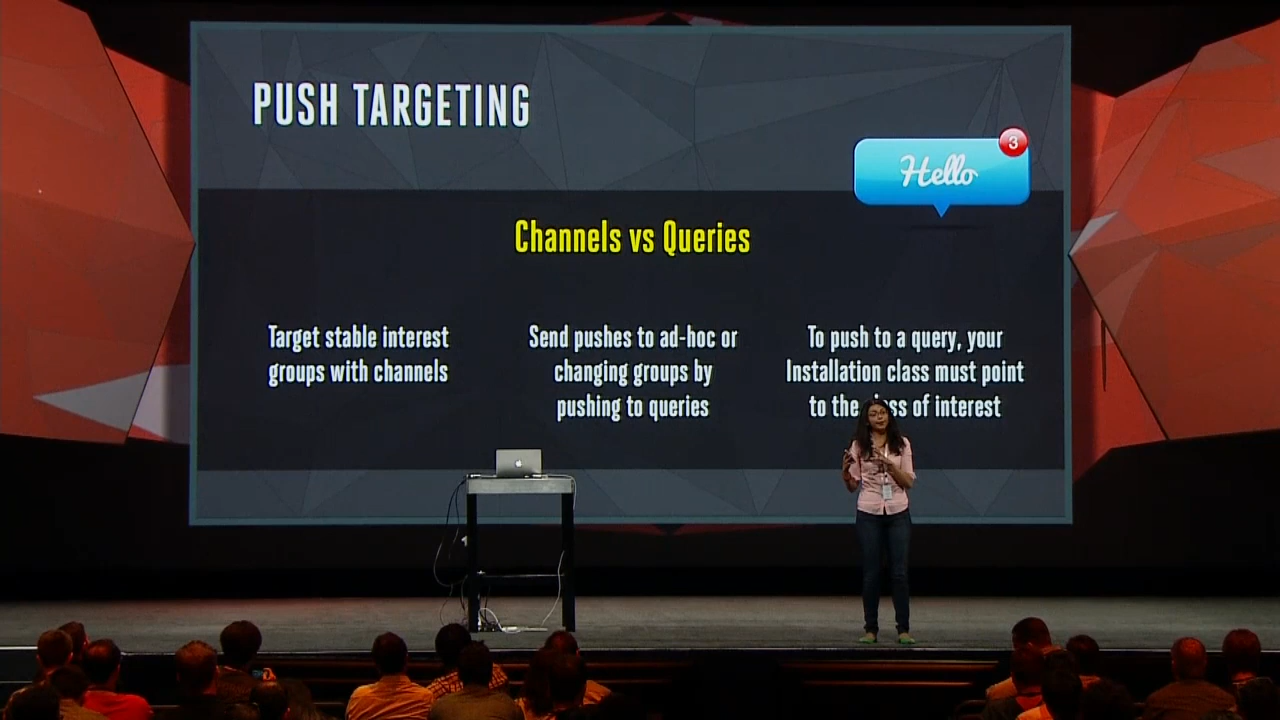 PUSH TARGETING
3
Hello
Channels vs Queries
Target stable interest
groups with channels
Send pushes to ad-hoc or
changing groups by
pushing to queries
To push to a query, your
Installation class must point
to the of interest